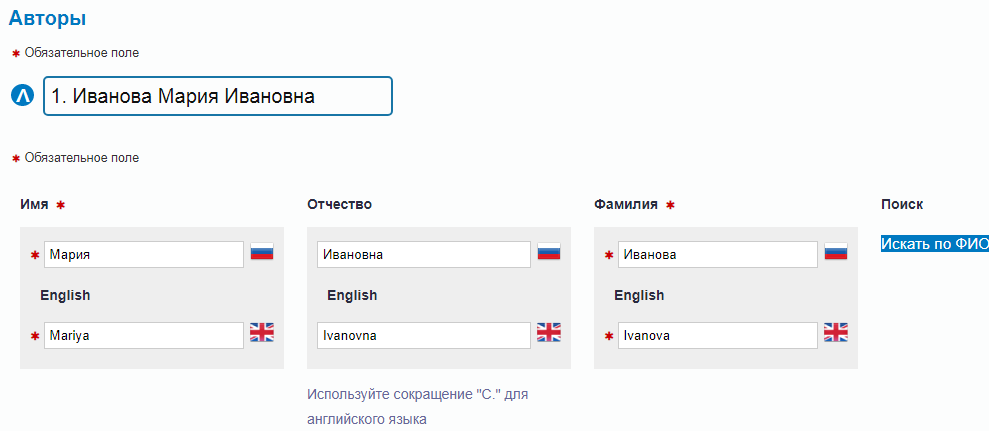 Авторы
✱ Обязательное поле
1. Иванова Мария Ивановна
✱ Обязательное поле
Имя ✱ Отчество Фамилия ✱ Поиск
✱ Мария Ивановна ✱ Иванова Искать по ФИО
English English English
✱ Mariya Ivanovna ✱ Ivanova
Используйте сокращение "С." для
английского языка